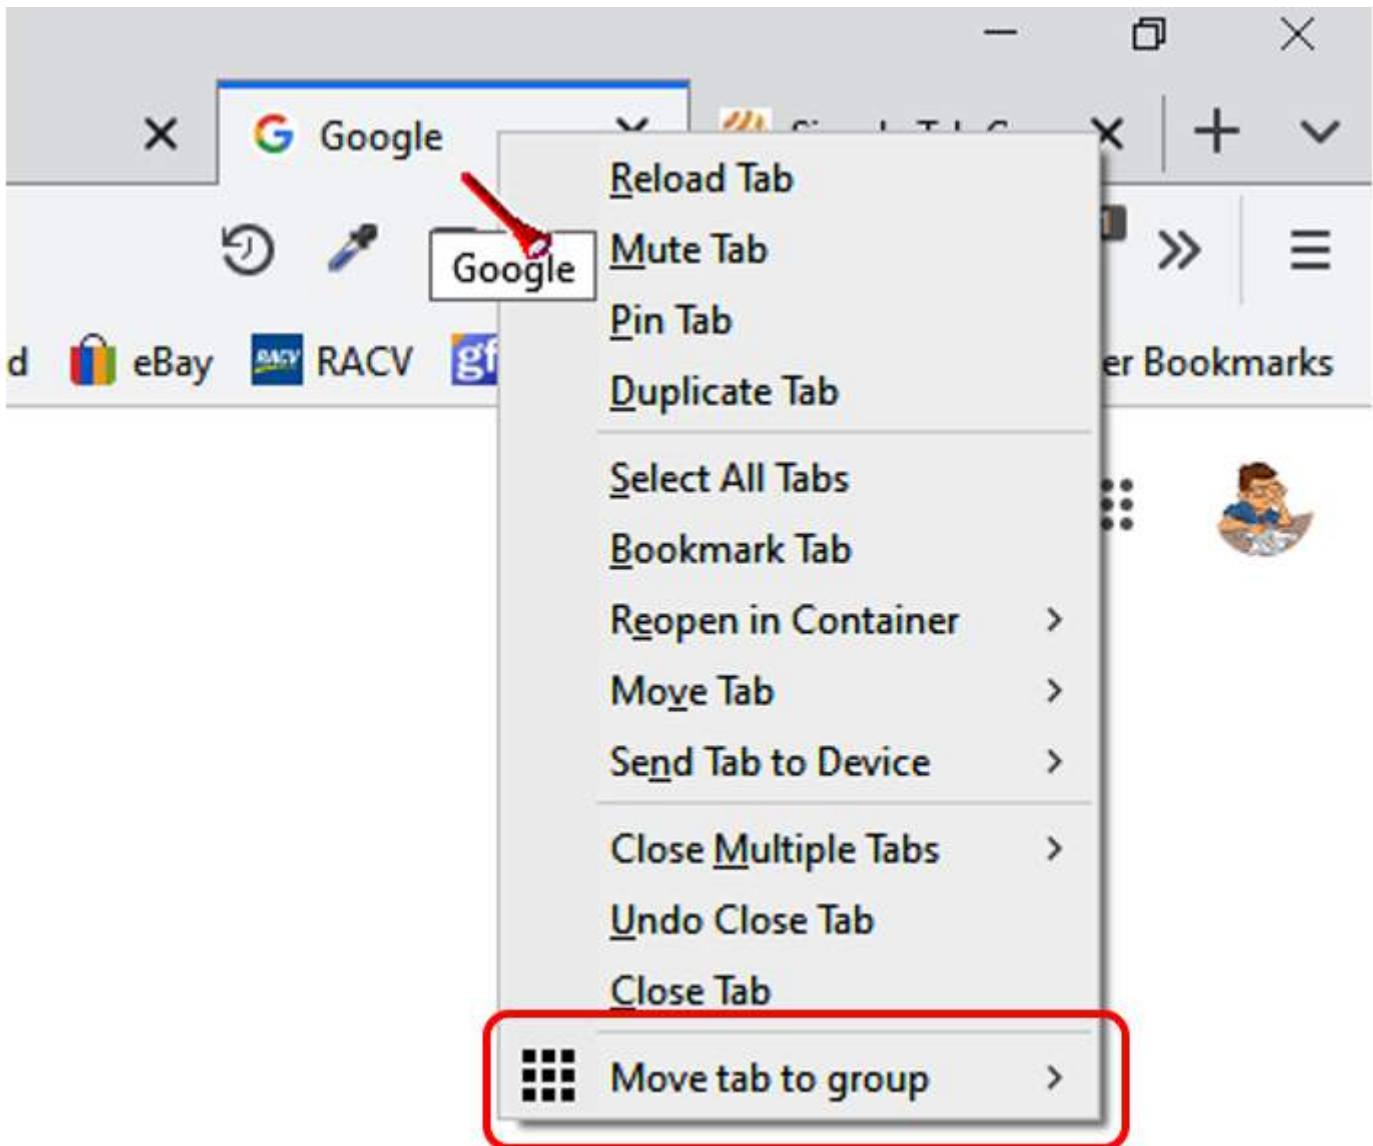 Google
Reload Tab
Google
Mute Tab
Pin Tab
d
eBay
RACV
RACV
gf
er Bookmarks
Duplicate Tab
Select All Tabs
Bookmark Tab
Reopen in Container
Move Tab
Send Tab to Device
Close Multiple Tabs
Undo Close Tab
Close Tab
Move tab to group